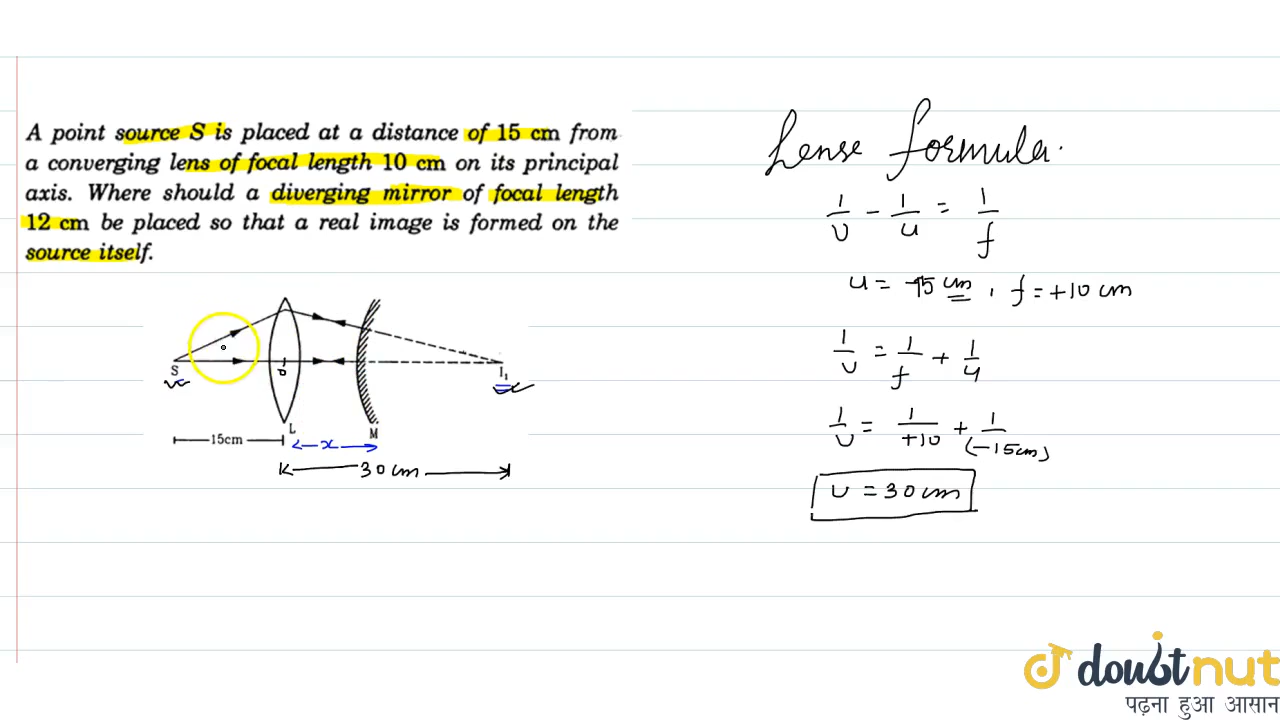 A point source S is placed at a distance of 15 cm from
a converging lens of focal length 10 cm on its principal
axis. Where should a diverging mirror of focal length
12 cm be placed so that a real image is formed on the
source itself.
S
O
I₁
L
M
15cm
x
30 cm
Lense formula.
1/v - 1/u = 1/f
u = -15 cm , f = +10 cm
1/v = 1/f + 1/u
1/v = 1/+10 + 1/(-15cm)
v = 30 cm
doubtnut
पढ़ना हुआ आसान